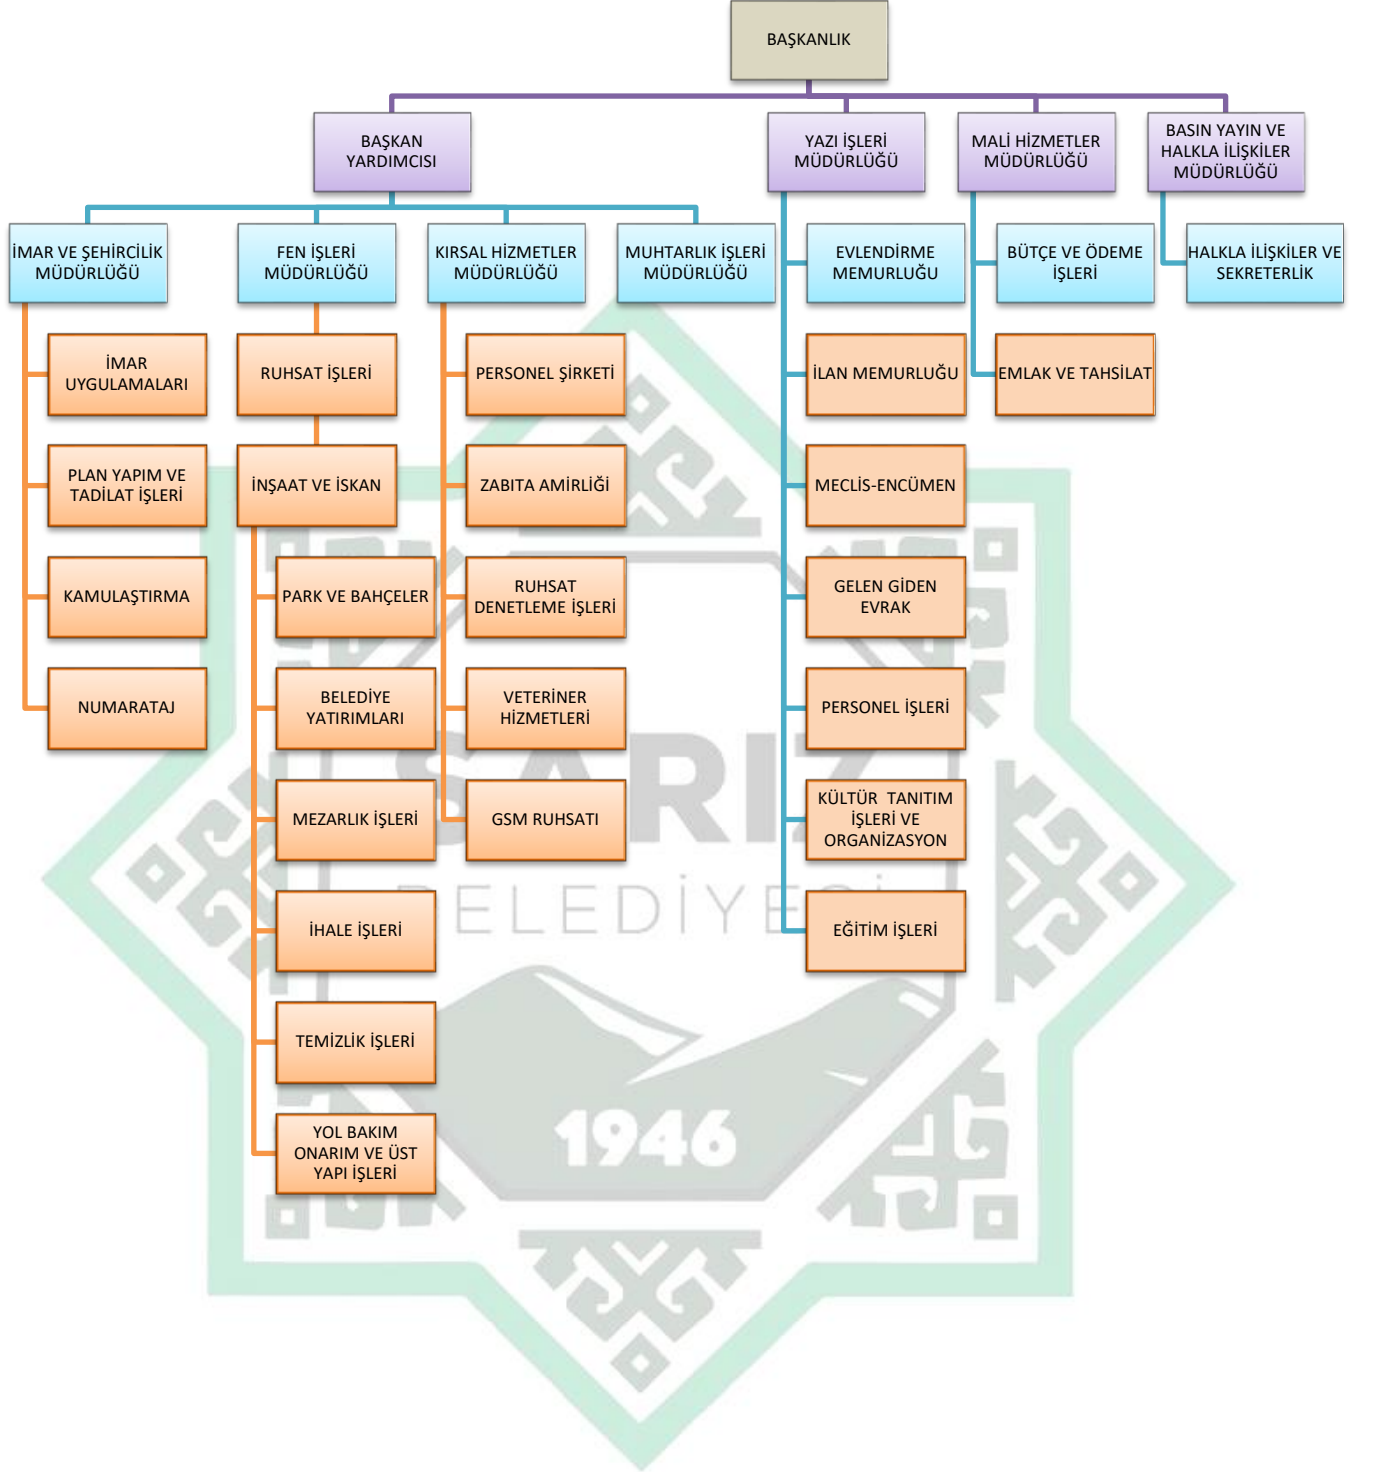 BAŞKANLIK
BAŞKAN
YARDIMCISI
YAZI İŞLERİ
MÜDÜRLÜĞÜ
MALİ HİZMETLER
MÜDÜRLÜĞÜ
BASIN YAYIN VE
HALKLA İLİŞKİLER
MÜDÜRLÜĞÜ
İMAR VE ŞEHİRCİLİK
MÜDÜRLÜĞÜ
FEN İŞLERİ
MÜDÜRLÜĞÜ
KIRSAL HİZMETLER
MÜDÜRLÜĞÜ
MUHTARLIK İŞLERİ
MÜDÜRLÜĞÜ
EVLENDİRME
MEMURLUĞU
BÜTÇE VE ÖDEME
İŞLERİ
HALKLA İLİŞKİLER VE
SEKRETERLİK
İMAR
UYGULAMALARI
RUHSAT İŞLERİ
PERSONEL ŞİRKETİ
İLAN MEMURLUĞU
EMLAK VE TAHSİLAT
PLAN YAPIM VE
TADİLAT İŞLERİ
İNŞAAT VE İSKAN
ZABITA AMİRLİĞİ
MECLİS-ENCÜMEN
KAMULAŞTIRMA
PARK VE BAHÇELER
RUHSAT
DENETLEME İŞLERİ
GELEN GİDEN
EVRAK
NUMARATAJ
BELEDİYE
YATIRIMLARI
VETERİNER
HİZMETLERİ
PERSONEL İŞLERİ
MEZARLIK İŞLERİ
GSM RUHSATI
KÜLTÜR  TANITIM
İŞLERİ VE
ORGANİZASYON
İHALE İŞLERİ
EĞİTİM İŞLERİ
TEMİZLİK İŞLERİ
YOL BAKIM
ONARIM VE ÜST
YAPI İŞLERİ
SARIZ
BELEDİYESİ
1946